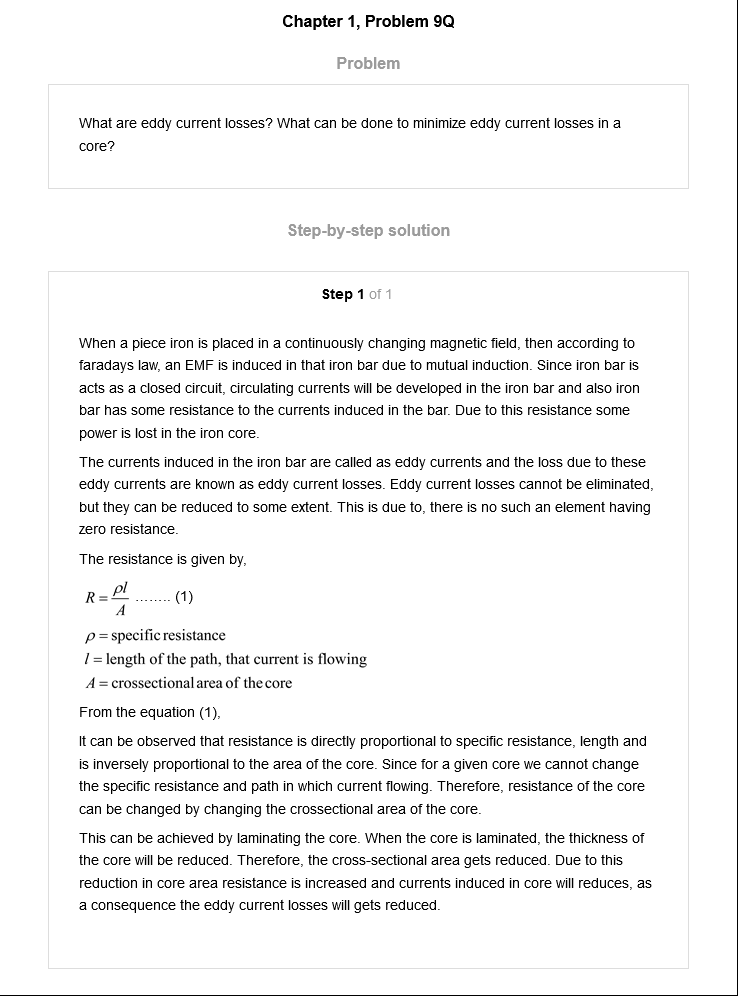 Chapter 1, Problem 9Q
Problem
What are eddy current losses? What can be done to minimize eddy current losses in a
core?
Step-by-step solution
Step 1 of 1
When a piece iron is placed in a continuously changing magnetic field, then according to
faradays law, an EMF is induced in that iron bar due to mutual induction. Since iron bar is
acts as a closed circuit, circulating currents will be developed in the iron bar and also iron
bar has some resistance to the currents induced in the bar. Due to this resistance some
power is lost in the iron core.
The currents induced in the iron bar are called as eddy currents and the loss due to these
eddy currents are known as eddy current losses. Eddy current losses cannot be eliminated,
but they can be reduced to some extent. This is due to, there is no such an element having
zero resistance.
The resistance is given by,
R = ρl/A ........ (1)
ρ = specific resistance
l = length of the path, that current is flowing
A = crossectional area of the core
From the equation (1),
It can be observed that resistance is directly proportional to specific resistance, length and
is inversely proportional to the area of the core. Since for a given core we cannot change
the specific resistance and path in which current flowing. Therefore, resistance of the core
can be changed by changing the crossectional area of the core.
This can be achieved by laminating the core. When the core is laminated, the thickness of
the core will be reduced. Therefore, the cross-sectional area gets reduced. Due to this
reduction in core area resistance is increased and currents induced in core will reduces, as
a consequence the eddy current losses will gets reduced.